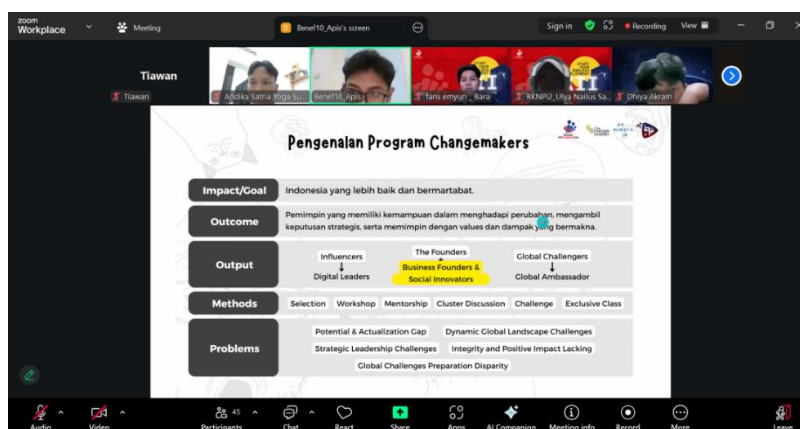 zoom
Workplace
Meeting
Benef10_Apis's screen
Sign in
Recording
View
Tiawan
Tiawan
Andika Satria Yoga Su...
Benef10_Apis
fans emyun _ Bara
RKNPI2_Ulya Nailus Sa...
Dhiya Akram
Pengenalan Program Changemakers
Impact/Goal
Indonesia yang lebih baik dan bermartabat.
Outcome
Pemimpin yang memiliki kemampuan dalam menghadapi perubahan, mengambil
keputusan strategis, serta memimpin dengan values dan dampak yang bermakna.
Output
Influencers
Digital Leaders
The Founders
Business Founders &
Social Innovators
Global Challengers
Global Ambassador
Methods
Selection Workshop Mentorship Cluster Discussion Challenge Exclusive Class
Problems
Potential & Actualization Gap Dynamic Global Landscape Challenges
Strategic Leadership Challenges Integrity and Positive Impact Lacking
Global Challenges Preparation Disparity
Audio
Video
45
Participants
Chat
React
Share
Apps
AI Companion
Meeting info
Record
More
Leave